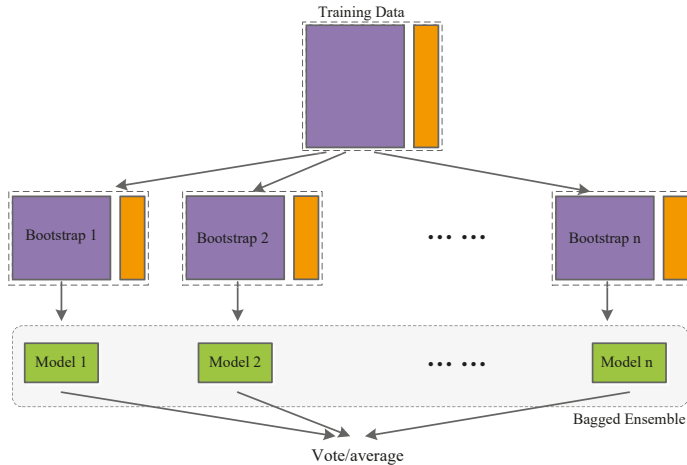 Training Data
Bootstrap 1
Bootstrap 2
... ...
Bootstrap n
Model 1
Model 2
... ...
Model n
Bagged Ensemble
Vote/average